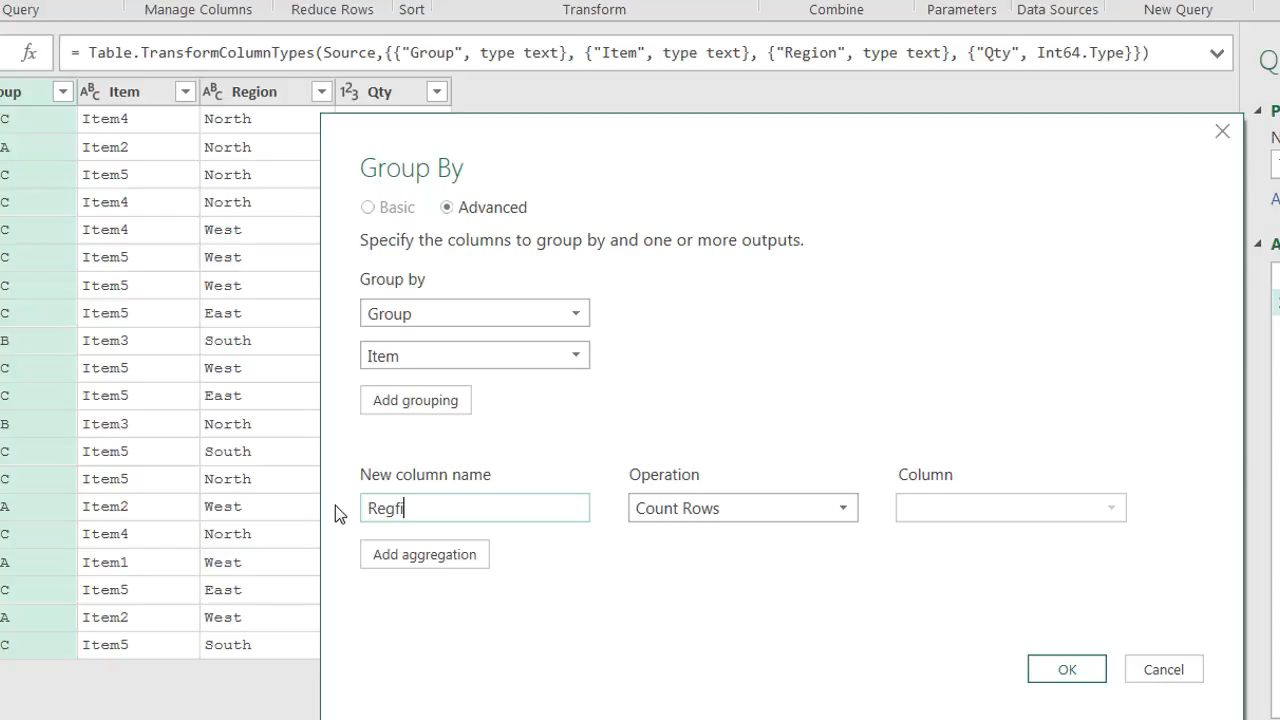 Query
Manage Columns
Reduce Rows
Sort
Transform
Combine
Parameters
Data Sources
New Query
fx
= Table.TransformColumnTypes(Source,{{"Group", type text}, {"Item", type text}, {"Region", type text}, {"Qty", Int64.Type}})
oup ABC Item ABC Region 123 Qty
C Item4 North
A Item2 North
C Item5 North
C Item4 North
C Item4 West
C Item5 West
C Item5 West
C Item5 East
B Item3 South
C Item5 West
C Item5 East
B Item3 North
C Item5 South
C Item5 North
A Item2 West
C Item4 North
A Item1 West
C Item5 East
A Item2 West
C Item5 South
Group By
Basic Advanced
Specify the columns to group by and one or more outputs.
Group by
Group
Item
Add grouping
New column name Operation Column
Regfi Count Rows
Add aggregation
OK Cancel